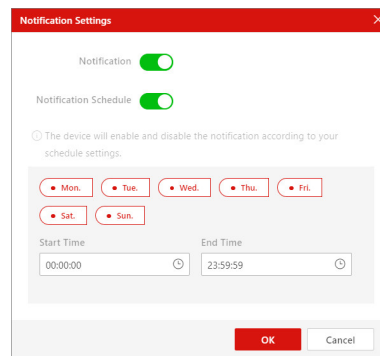 Notification Settings
Notification
Notification Schedule
The device will enable and disable the notification according to your
schedule settings.
Mon. Tue. Wed. Thu. Fri.
Sat. Sun.
Start Time End Time
00:00:00 23:59:59
OK Cancel